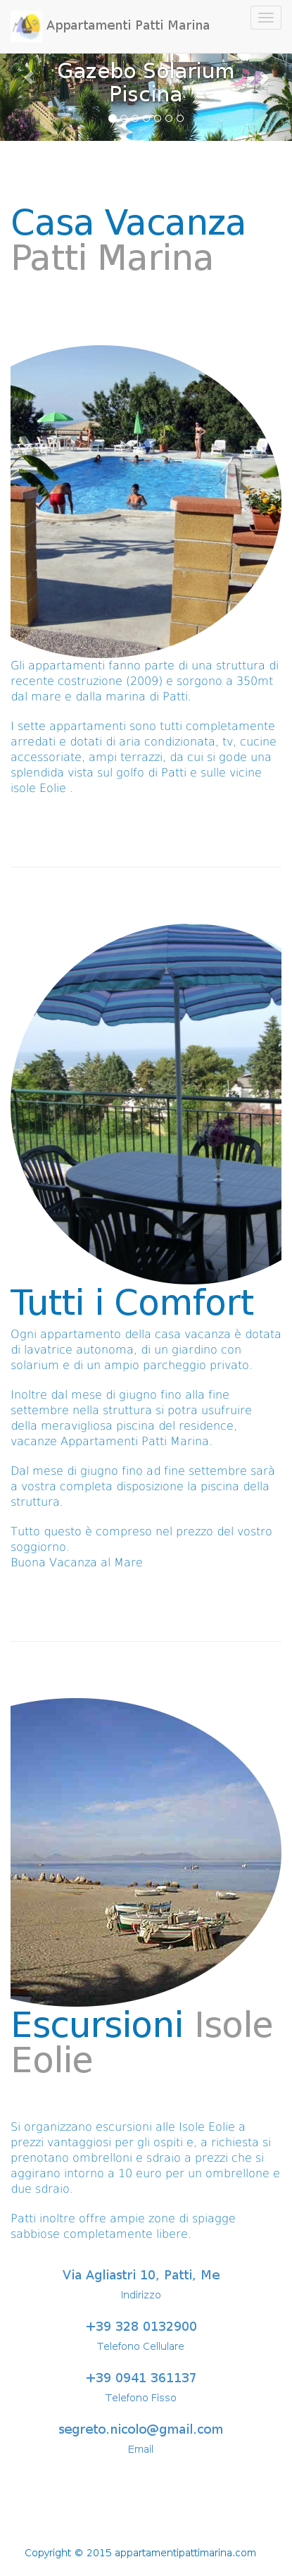 Appartamenti Patti Marina
Gazebo Solarium
Piscina
Casa Vacanza
Patti Marina
Gli appartamenti fanno parte di una struttura di
recente costruzione (2009) e sorgono a 350mt
dal mare e dalla marina di Patti.
I sette appartamenti sono tutti completamente
arredati e dotati di aria condizionata, tv, cucine
accessoriate, ampi terrazzi, da cui si gode una
splendida vista sul golfo di Patti e sulle vicine
isole Eolie .
Tutti i Comfort
Ogni appartamento della casa vacanza è dotata
di lavatrice autonoma, di un giardino con
solarium e di un ampio parcheggio privato.
Inoltre dal mese di giugno fino alla fine
settembre nella struttura si potra usufruire
della meravigliosa piscina del residence,
vacanze Appartamenti Patti Marina.
Dal mese di giugno fino ad fine settembre sarà
a vostra completa disposizione la piscina della
struttura.
Tutto questo è compreso nel prezzo del vostro
soggiorno.
Buona Vacanza al Mare
Escursioni Isole
Eolie
Si organizzano escursioni alle Isole Eolie a
prezzi vantaggiosi per gli ospiti e, a richiesta si
prenotano ombrelloni e sdraio a prezzi che si
aggirano intorno a 10 euro per un ombrellone e
due sdraio.
Patti inoltre offre ampie zone di spiagge
sabbiose completamente libere.
Via Agliastri 10, Patti, Me
Indirizzo
+39 328 0132900
Telefono Cellulare
+39 0941 361137
Telefono Fisso
segreto.nicolo@gmail.com
Email
Copyright © 2015 appartamentipattimarina.com